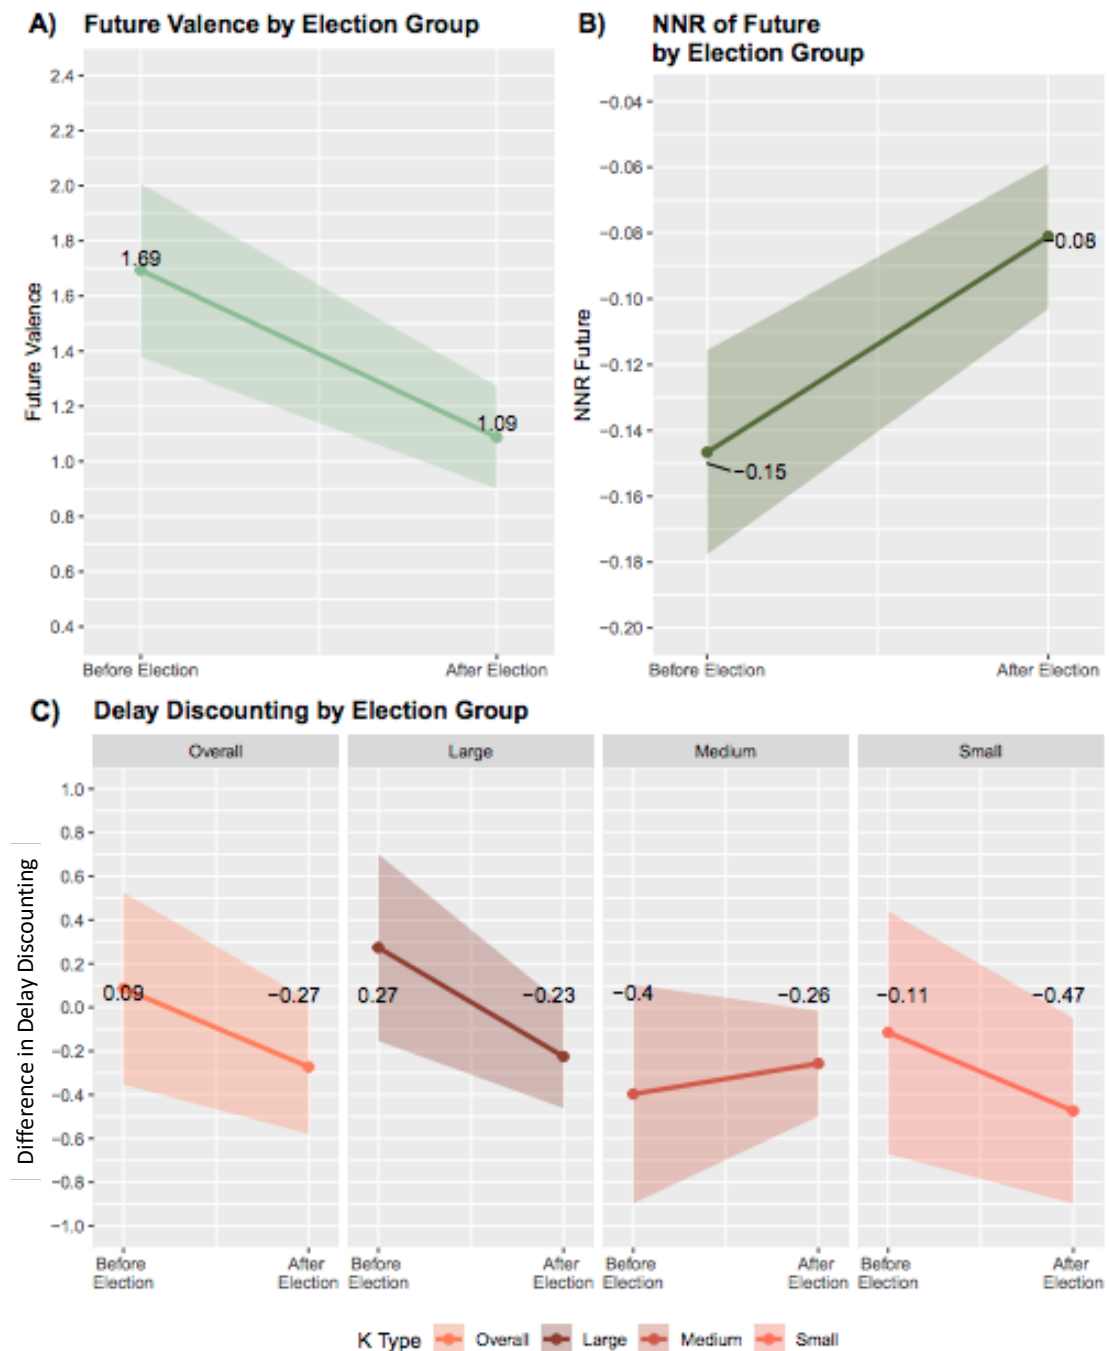 A) Future Valence by Election Group
2.4
2.2
2.0
1.8
1.6
1.4
1.2
1.0
0.8
0.6
0.4
Future Valence
1.69
1.09
Before Election
After Election
B) NNR of Future
by Election Group
−0.04
−0.06
−0.08
−0.10
−0.12
−0.14
−0.16
−0.18
−0.20
NNR Future
−0.15
−0.08
Before Election
After Election
C) Delay Discounting by Election Group
Overall
Large
Medium
Small
1.0
0.8
0.6
0.4
0.2
0.0
−0.2
−0.4
−0.6
−0.8
−1.0
Difference in Delay Discounting
0.09
−0.27
0.27
−0.23
−0.4
−0.26
−0.11
−0.47
Before
Election
After
Election
Before
Election
After
Election
Before
Election
After
Election
Before
Election
After
Election
K Type Overall Large Medium Small